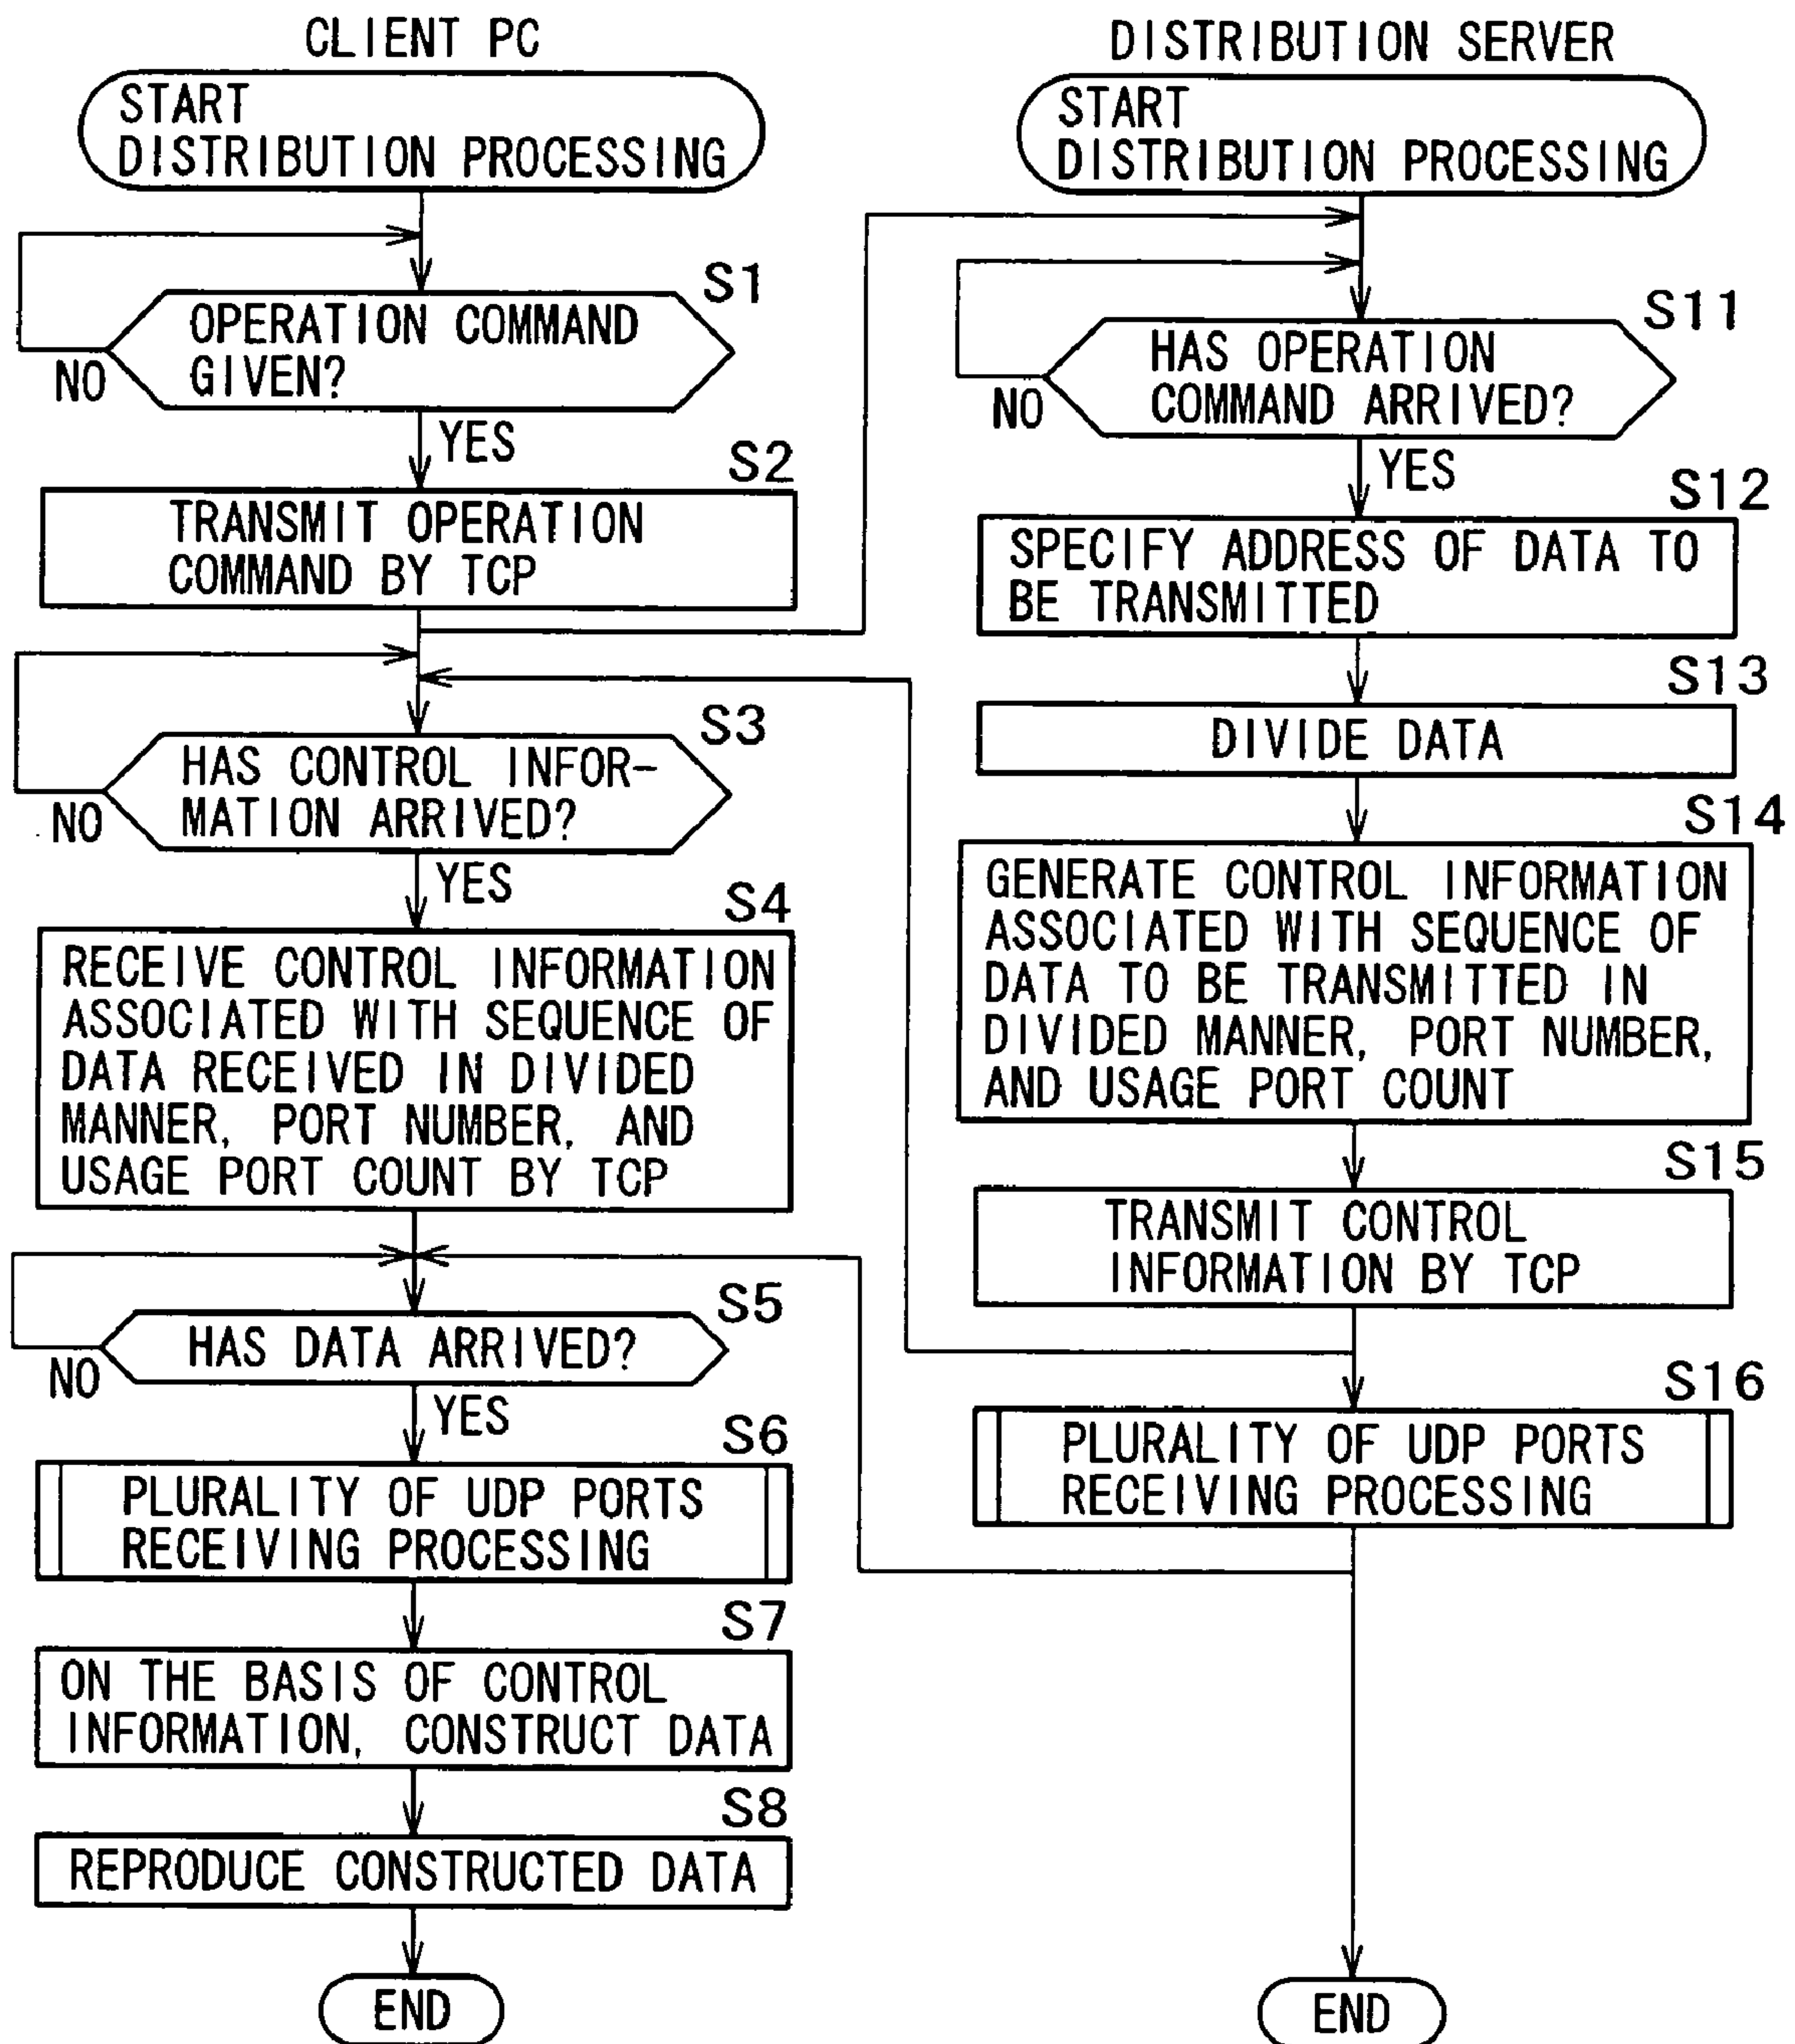 CLIENT PC
START
DISTRIBUTION PROCESSING
S1
OPERATION COMMAND
GIVEN?
NO
YES
S2
TRANSMIT OPERATION
COMMAND BY TCP
S3
HAS CONTROL INFOR-
MATION ARRIVED?
NO
YES
S4
RECEIVE CONTROL INFORMATION
ASSOCIATED WITH SEQUENCE OF
DATA RECEIVED IN DIVIDED
MANNER, PORT NUMBER, AND
USAGE PORT COUNT BY TCP
S5
HAS DATA ARRIVED?
NO
YES
S6
PLURALITY OF UDP PORTS
RECEIVING PROCESSING
S7
ON THE BASIS OF CONTROL
INFORMATION, CONSTRUCT DATA
S8
REPRODUCE CONSTRUCTED DATA
END
DISTRIBUTION SERVER
START
DISTRIBUTION PROCESSING
S11
HAS OPERATION
COMMAND ARRIVED?
NO
YES
S12
SPECIFY ADDRESS OF DATA TO
BE TRANSMITTED
S13
DIVIDE DATA
S14
GENERATE CONTROL INFORMATION
ASSOCIATED WITH SEQUENCE OF
DATA TO BE TRANSMITTED IN
DIVIDED MANNER, PORT NUMBER,
AND USAGE PORT COUNT
S15
TRANSMIT CONTROL
INFORMATION BY TCP
S16
PLURALITY OF UDP PORTS
RECEIVING PROCESSING
END